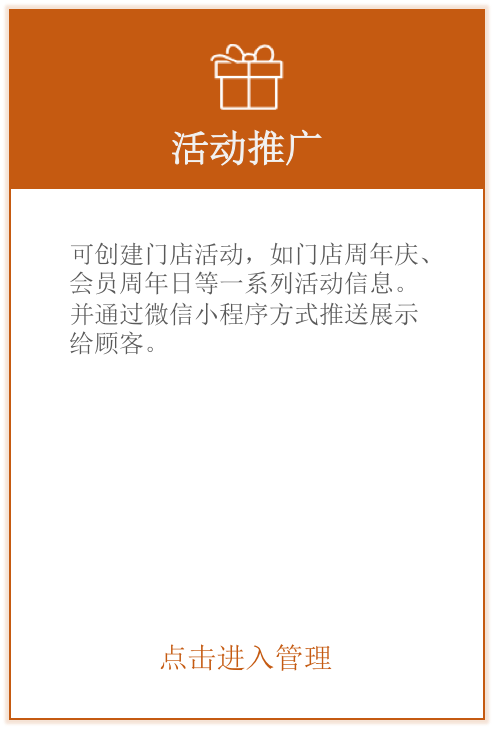 活动推广
可创建门店活动，如门店周年庆、
会员周年日等一系列活动信息。
并通过微信小程序方式推送展示
给顾客。
点击进入管理